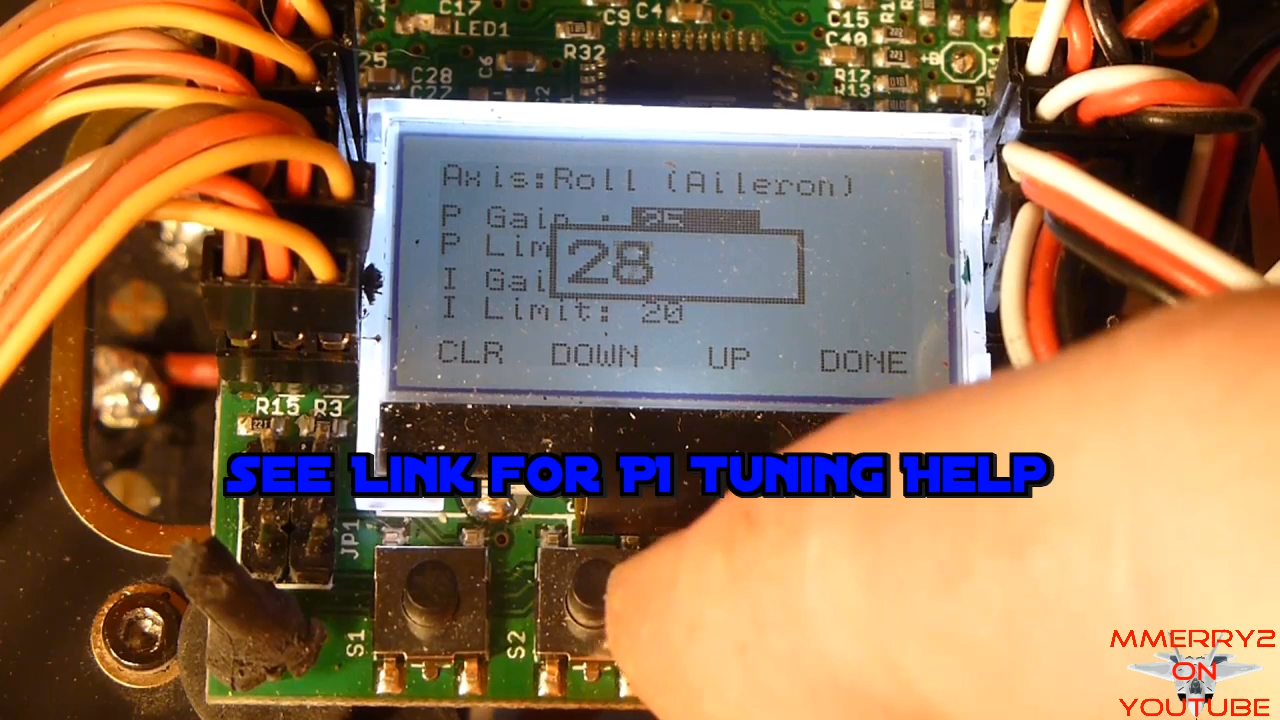 C17
LED1
C9
C4
R32
C6
C15
C40
R17
R13
25
C28
C27
+B
Axis:Roll (Aileron)
P Gain : 25
P Lim
28
I Gai
I Limit: 20
CLR DOWN UP DONE
R15 R3
SEE LINK FOR PI TUNING HELP
JP1
S1
S2
MMERRY2
ON
YOUTUBE